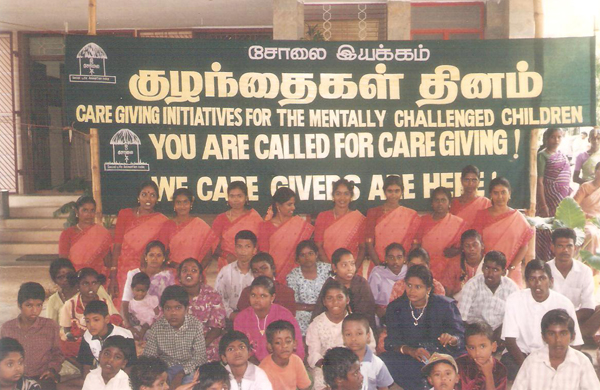 சோலை இயக்கம்
குழந்தைகள் தினம்
CARE GIVING INITIATIVES FOR THE MENTALLY CHALLENGED CHILDREN
YOU ARE CALLED FOR CARE GIVING !
WE CARE GIVERS ARE HERE !